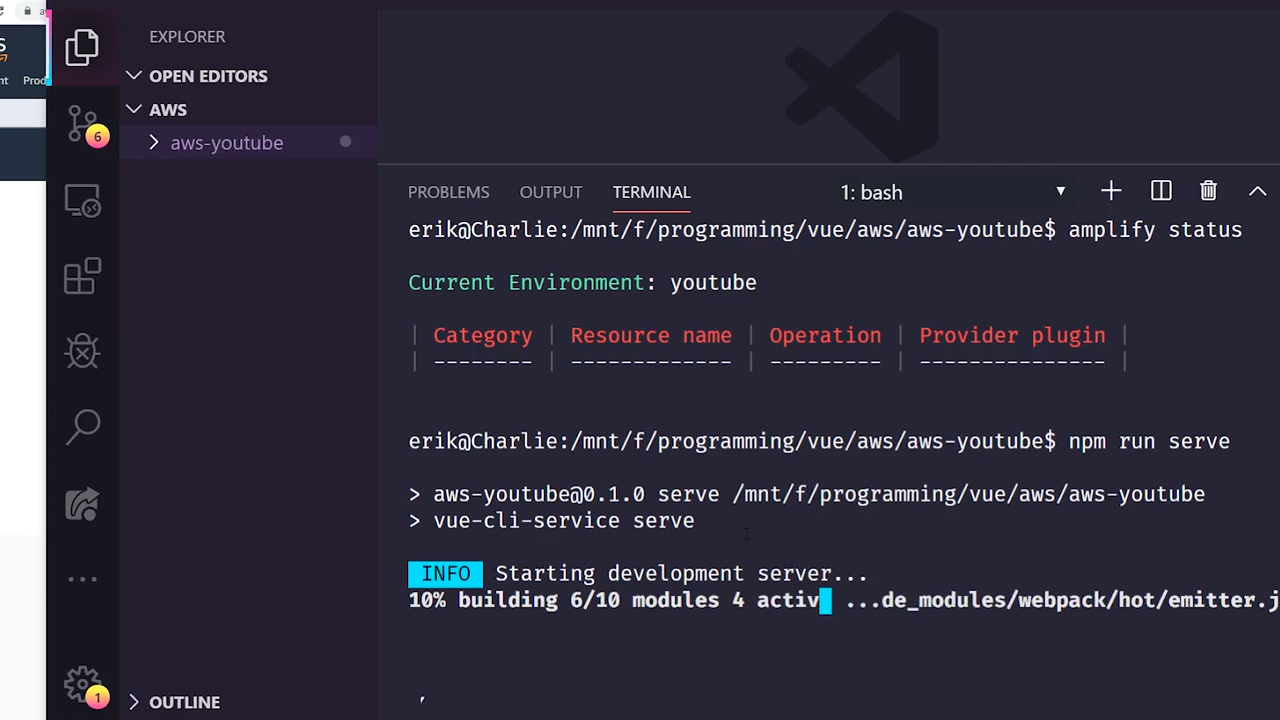 EXPLORER
OPEN EDITORS
AWS
aws-youtube
6
1
OUTLINE
Prod
PROBLEMS OUTPUT TERMINAL 1: bash
erik@Charlie:/mnt/f/programming/vue/aws/aws-youtube$ amplify status
Current Environment: youtube
| Category | Resource name | Operation | Provider plugin |
| -------- | ------------- | --------- | --------------- |
erik@Charlie:/mnt/f/programming/vue/aws/aws-youtube$ npm run serve
> aws-youtube@0.1.0 serve /mnt/f/programming/vue/aws/aws-youtube
> vue-cli-service serve
INFO Starting development server...
10% building 6/10 modules 4 activ ...de_modules/webpack/hot/emitter.j